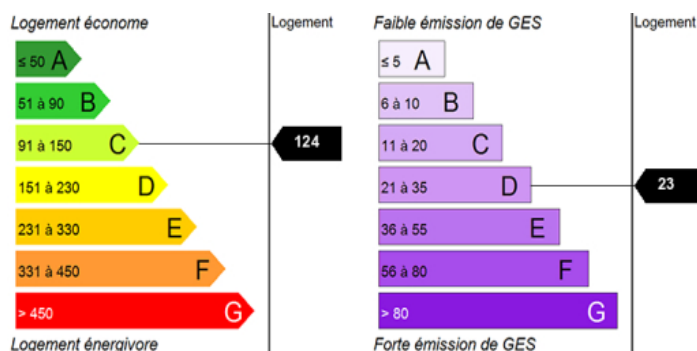 Logement économe
Logement
≤ 50 A
51 à 90 B
91 à 150 C
124
151 à 230 D
231 à 330 E
331 à 450 F
> 450 G
Logement énergivore
Faible émission de GES
Logement
≤ 5 A
6 à 10 B
11 à 20 C
21 à 35 D
23
36 à 55 E
56 à 80 F
> 80 G
Forte émission de GES